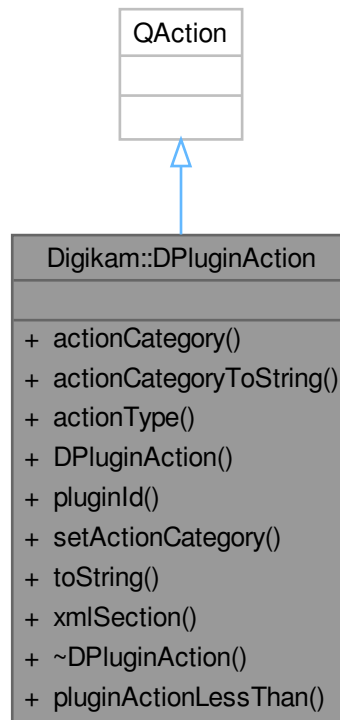 QAction
Digikam::DPluginAction
+ actionCategory()
+ actionCategoryToString()
+ actionType()
+ DPluginAction()
+ pluginId()
+ setActionCategory()
+ toString()
+ xmlSection()
+ ~DPluginAction()
+ pluginActionLessThan()